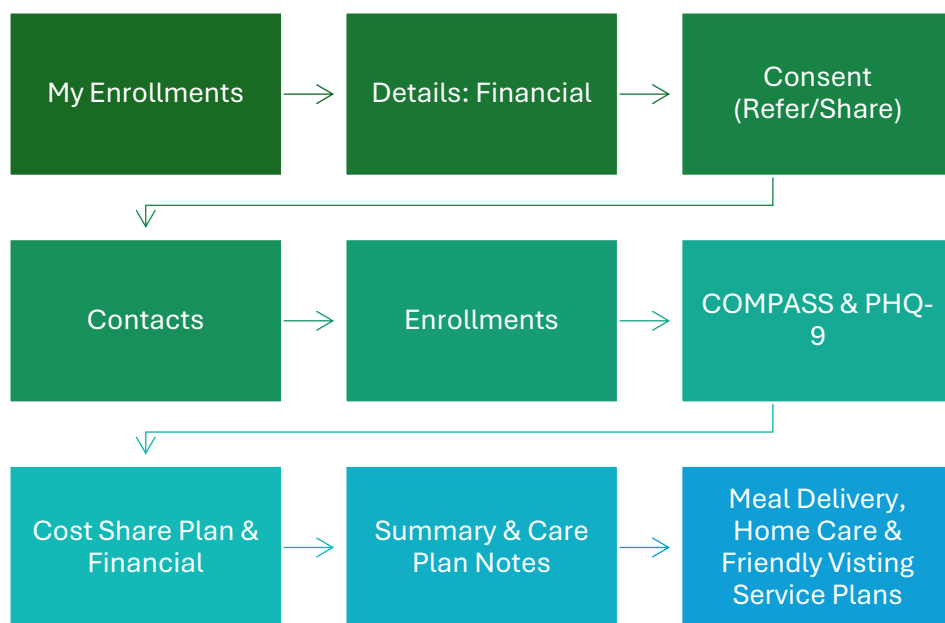 My Enrollments
Details: Financial
Consent
(Refer/Share)
Contacts
Enrollments
COMPASS & PHQ-
9
Cost Share Plan &
Financial
Summary & Care
Plan Notes
Meal Delivery,
Home Care &
Friendly Visting
Service Plans